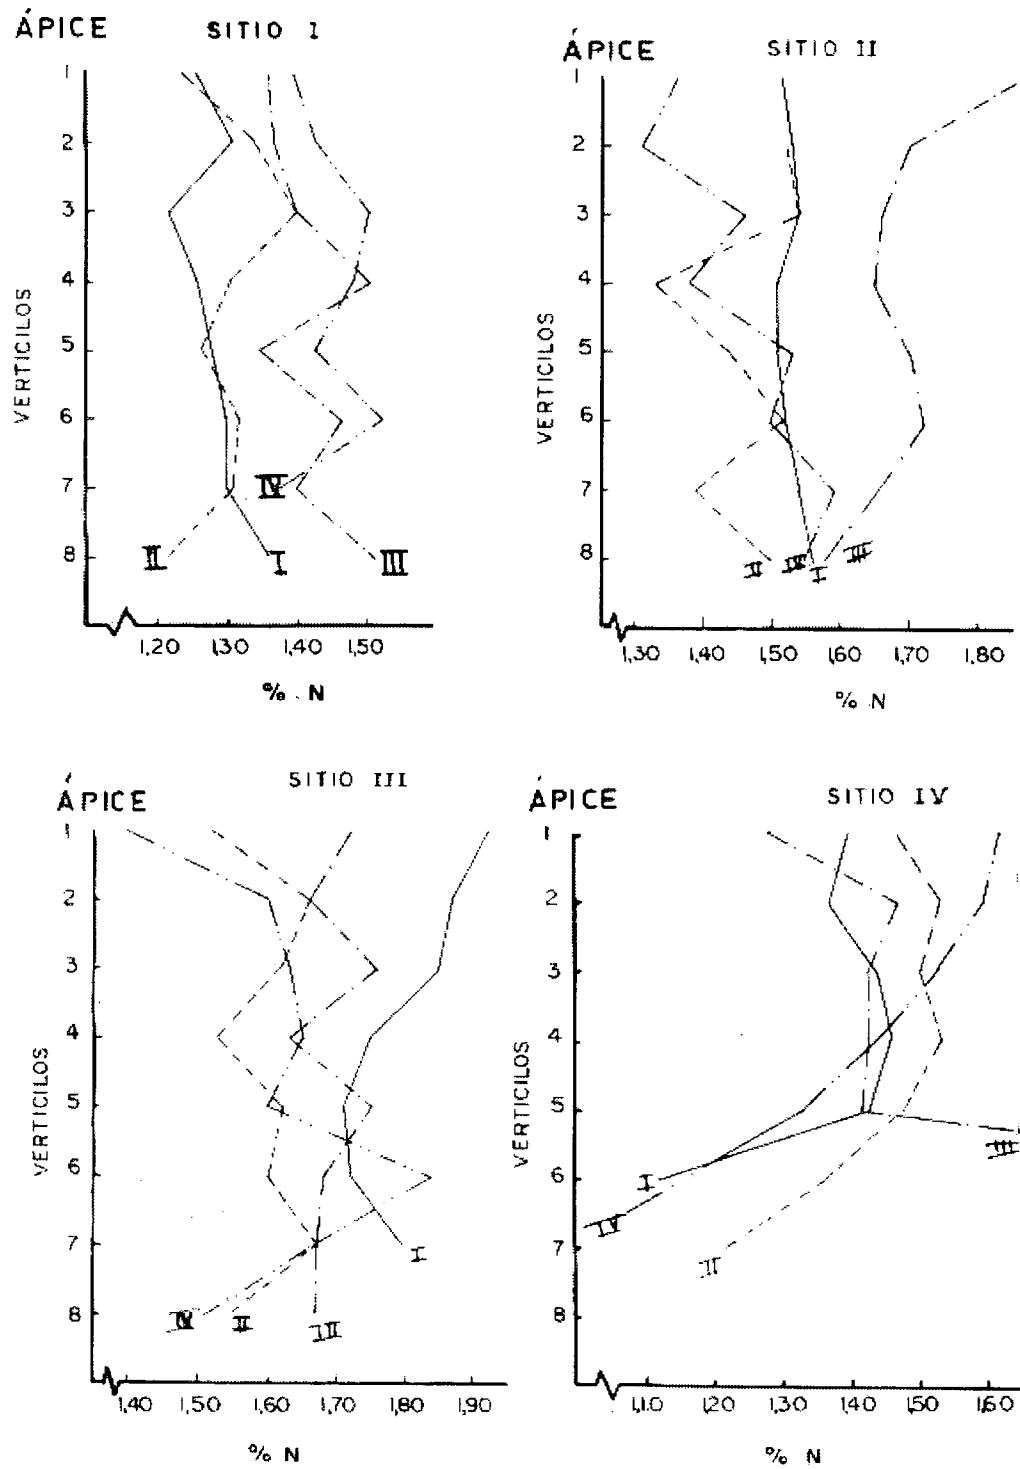 ÁPICE SITIO I
1
2
3
4
5
6
7
8
VERTICILOS
IV
II I III
1,20 1,30 1,40 1,50
% N
ÁPICE SITIO II
1
2
3
4
5
6
7
8
VERTICILOS
II IV I III
1,30 1,40 1,50 1,60 1,70 1,80
% N
ÁPICE SITIO III
1
2
3
4
5
6
7
8
VERTICILOS
I
IV II III
1,40 1,50 1,60 1,70 1,80 1,90
% N
ÁPICE SITIO IV
1
2
3
4
5
6
7
8
VERTICILOS
III
I
IV
II
1,10 1,20 1,30 1,40 1,50 1,60
% N